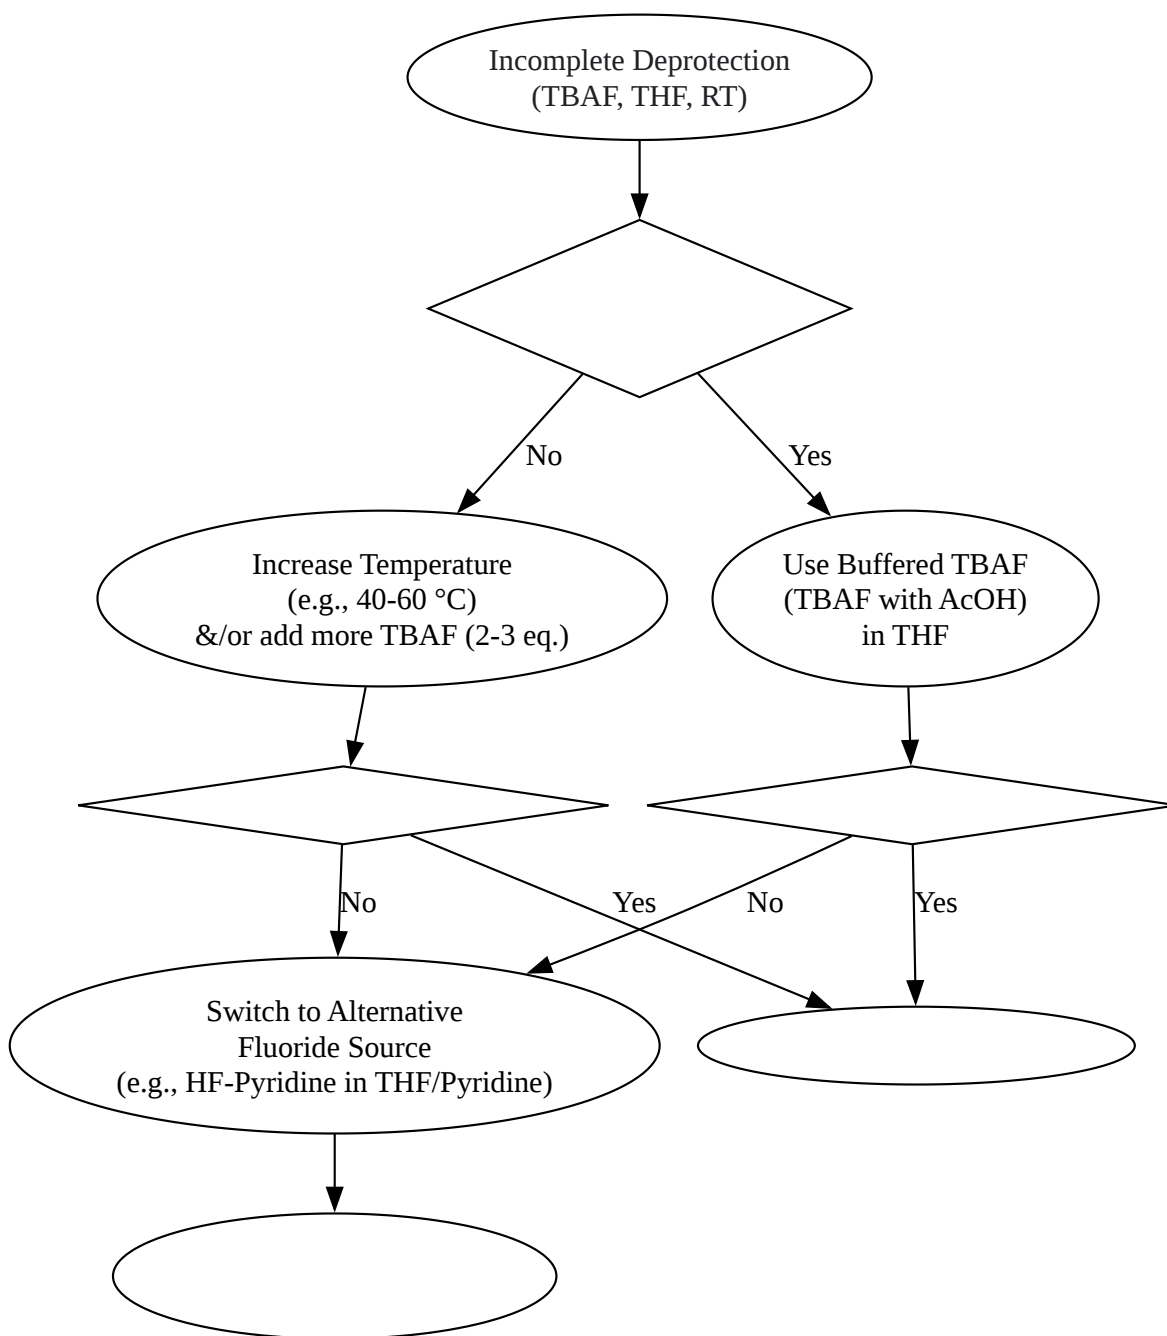 Incomplete Deprotection
(TBAF, THF, RT)
No
Yes
Increase Temperature
(e.g., 40-60 °C)
&/or add more TBAF (2-3 eq.)
Use Buffered TBAF
(TBAF with AcOH)
in THF
No
Yes
No
Yes
Switch to Alternative
Fluoride Source
(e.g., HF-Pyridine in THF/Pyridine)